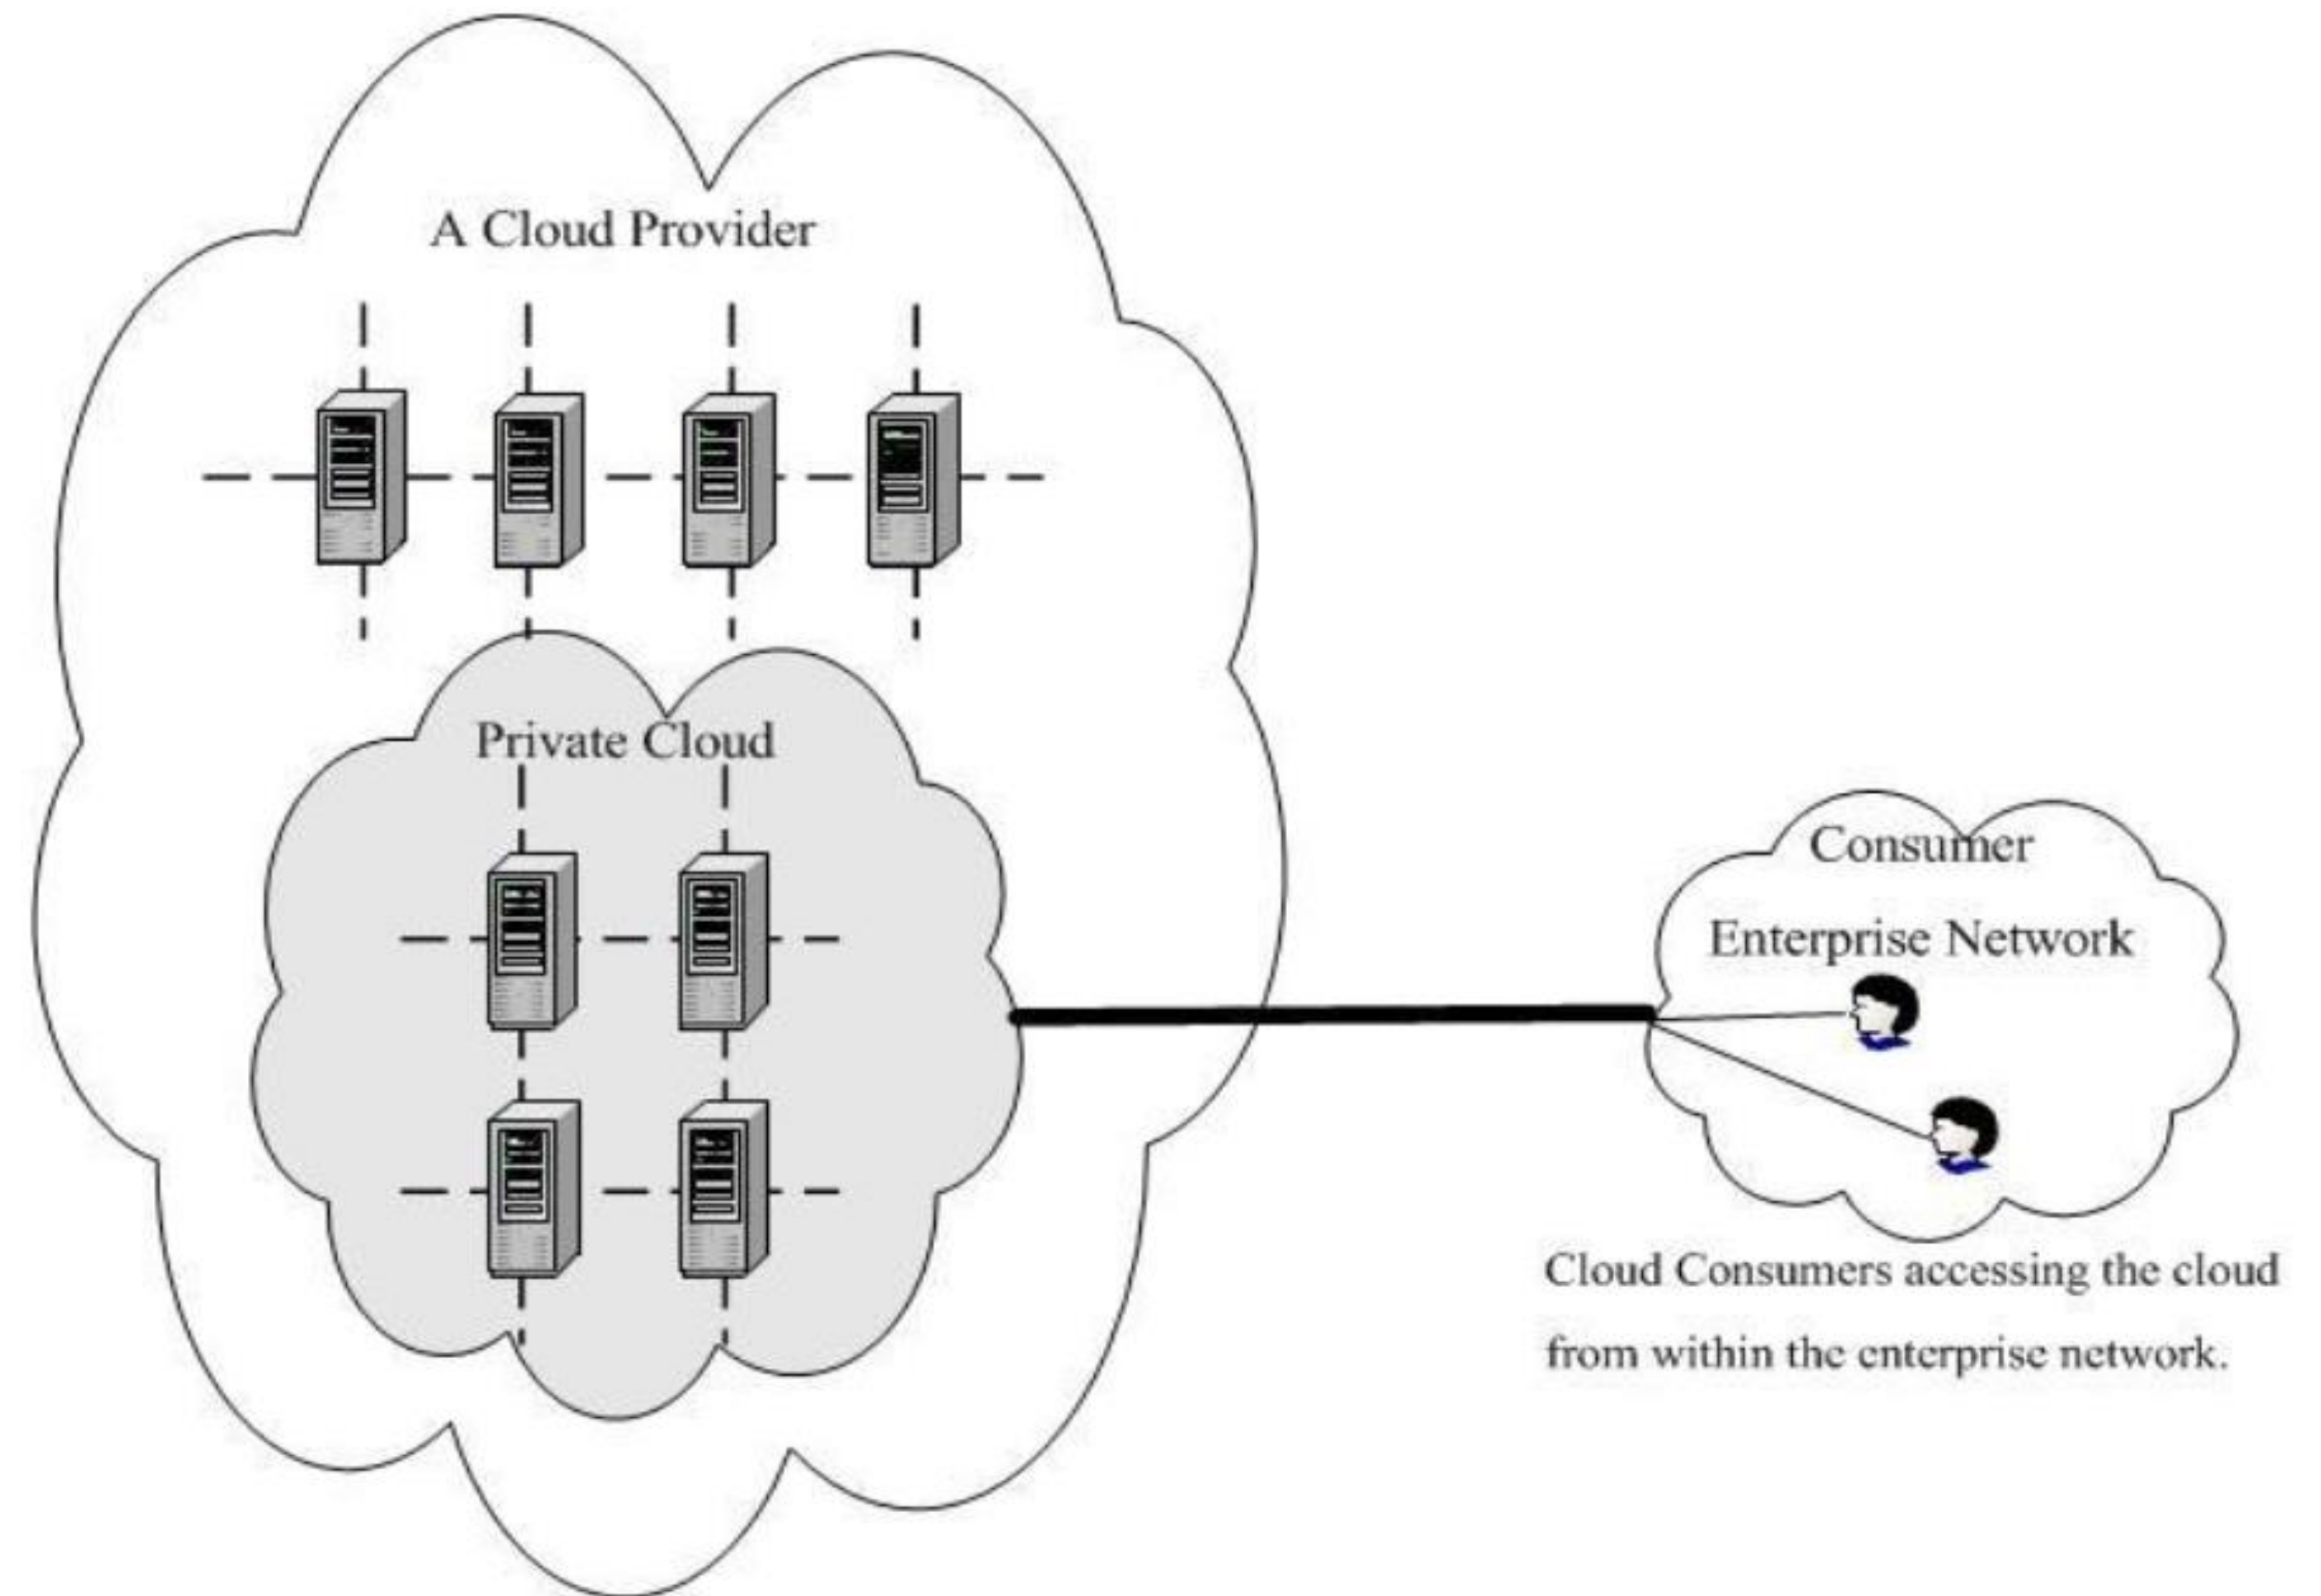 A Cloud Provider
Private Cloud
Consumer
Enterprise Network
Cloud Consumers accessing the cloud
from within the enterprise network.